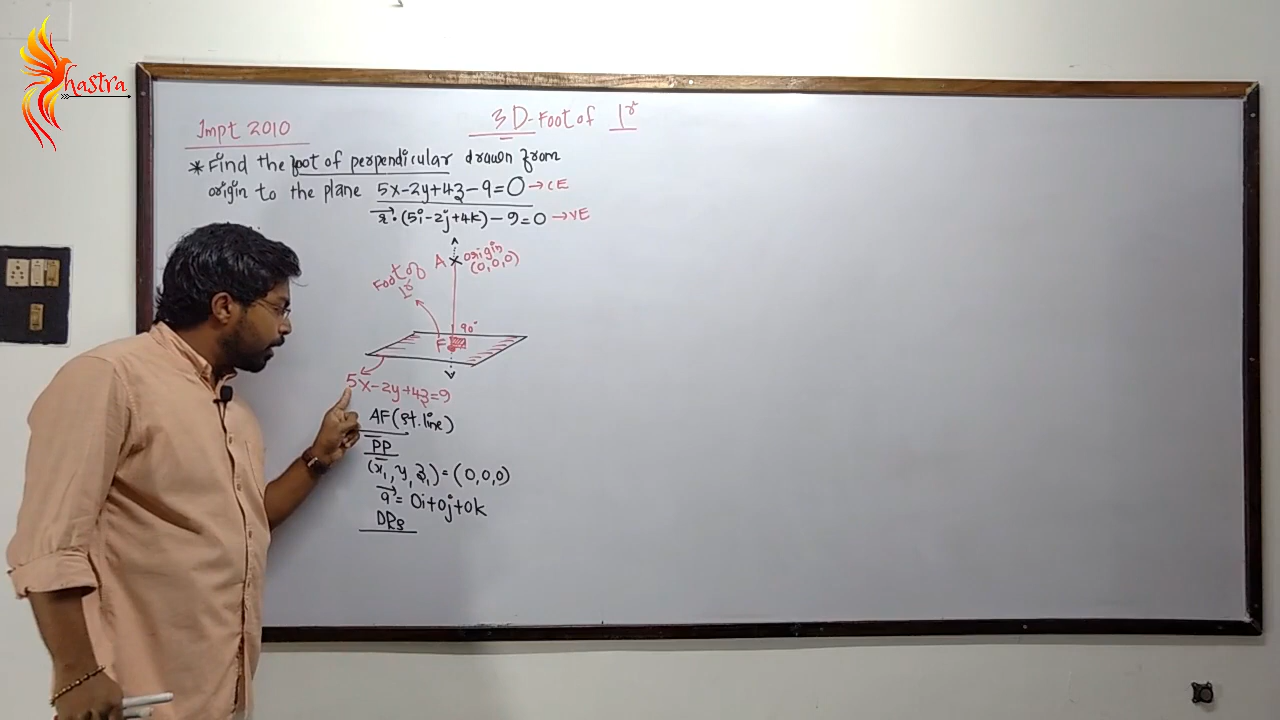 Shastra
3D-Foot of ⊥r
Impt 2010
* Find the foot of perpendicular drawn from
origin to the plane 5x-2y+4z-9=0 → CE
r⃗.(5i-2j+4k)-9=0 → VE
A origin
(0,0,0)
Foot of
⊥r
90°
F
5x-2y+4z=9
AF (st.line)
PP
(x₁, y₁ z₁) = (0,0,0)
a⃗ = 0i+0j+0k
DRs